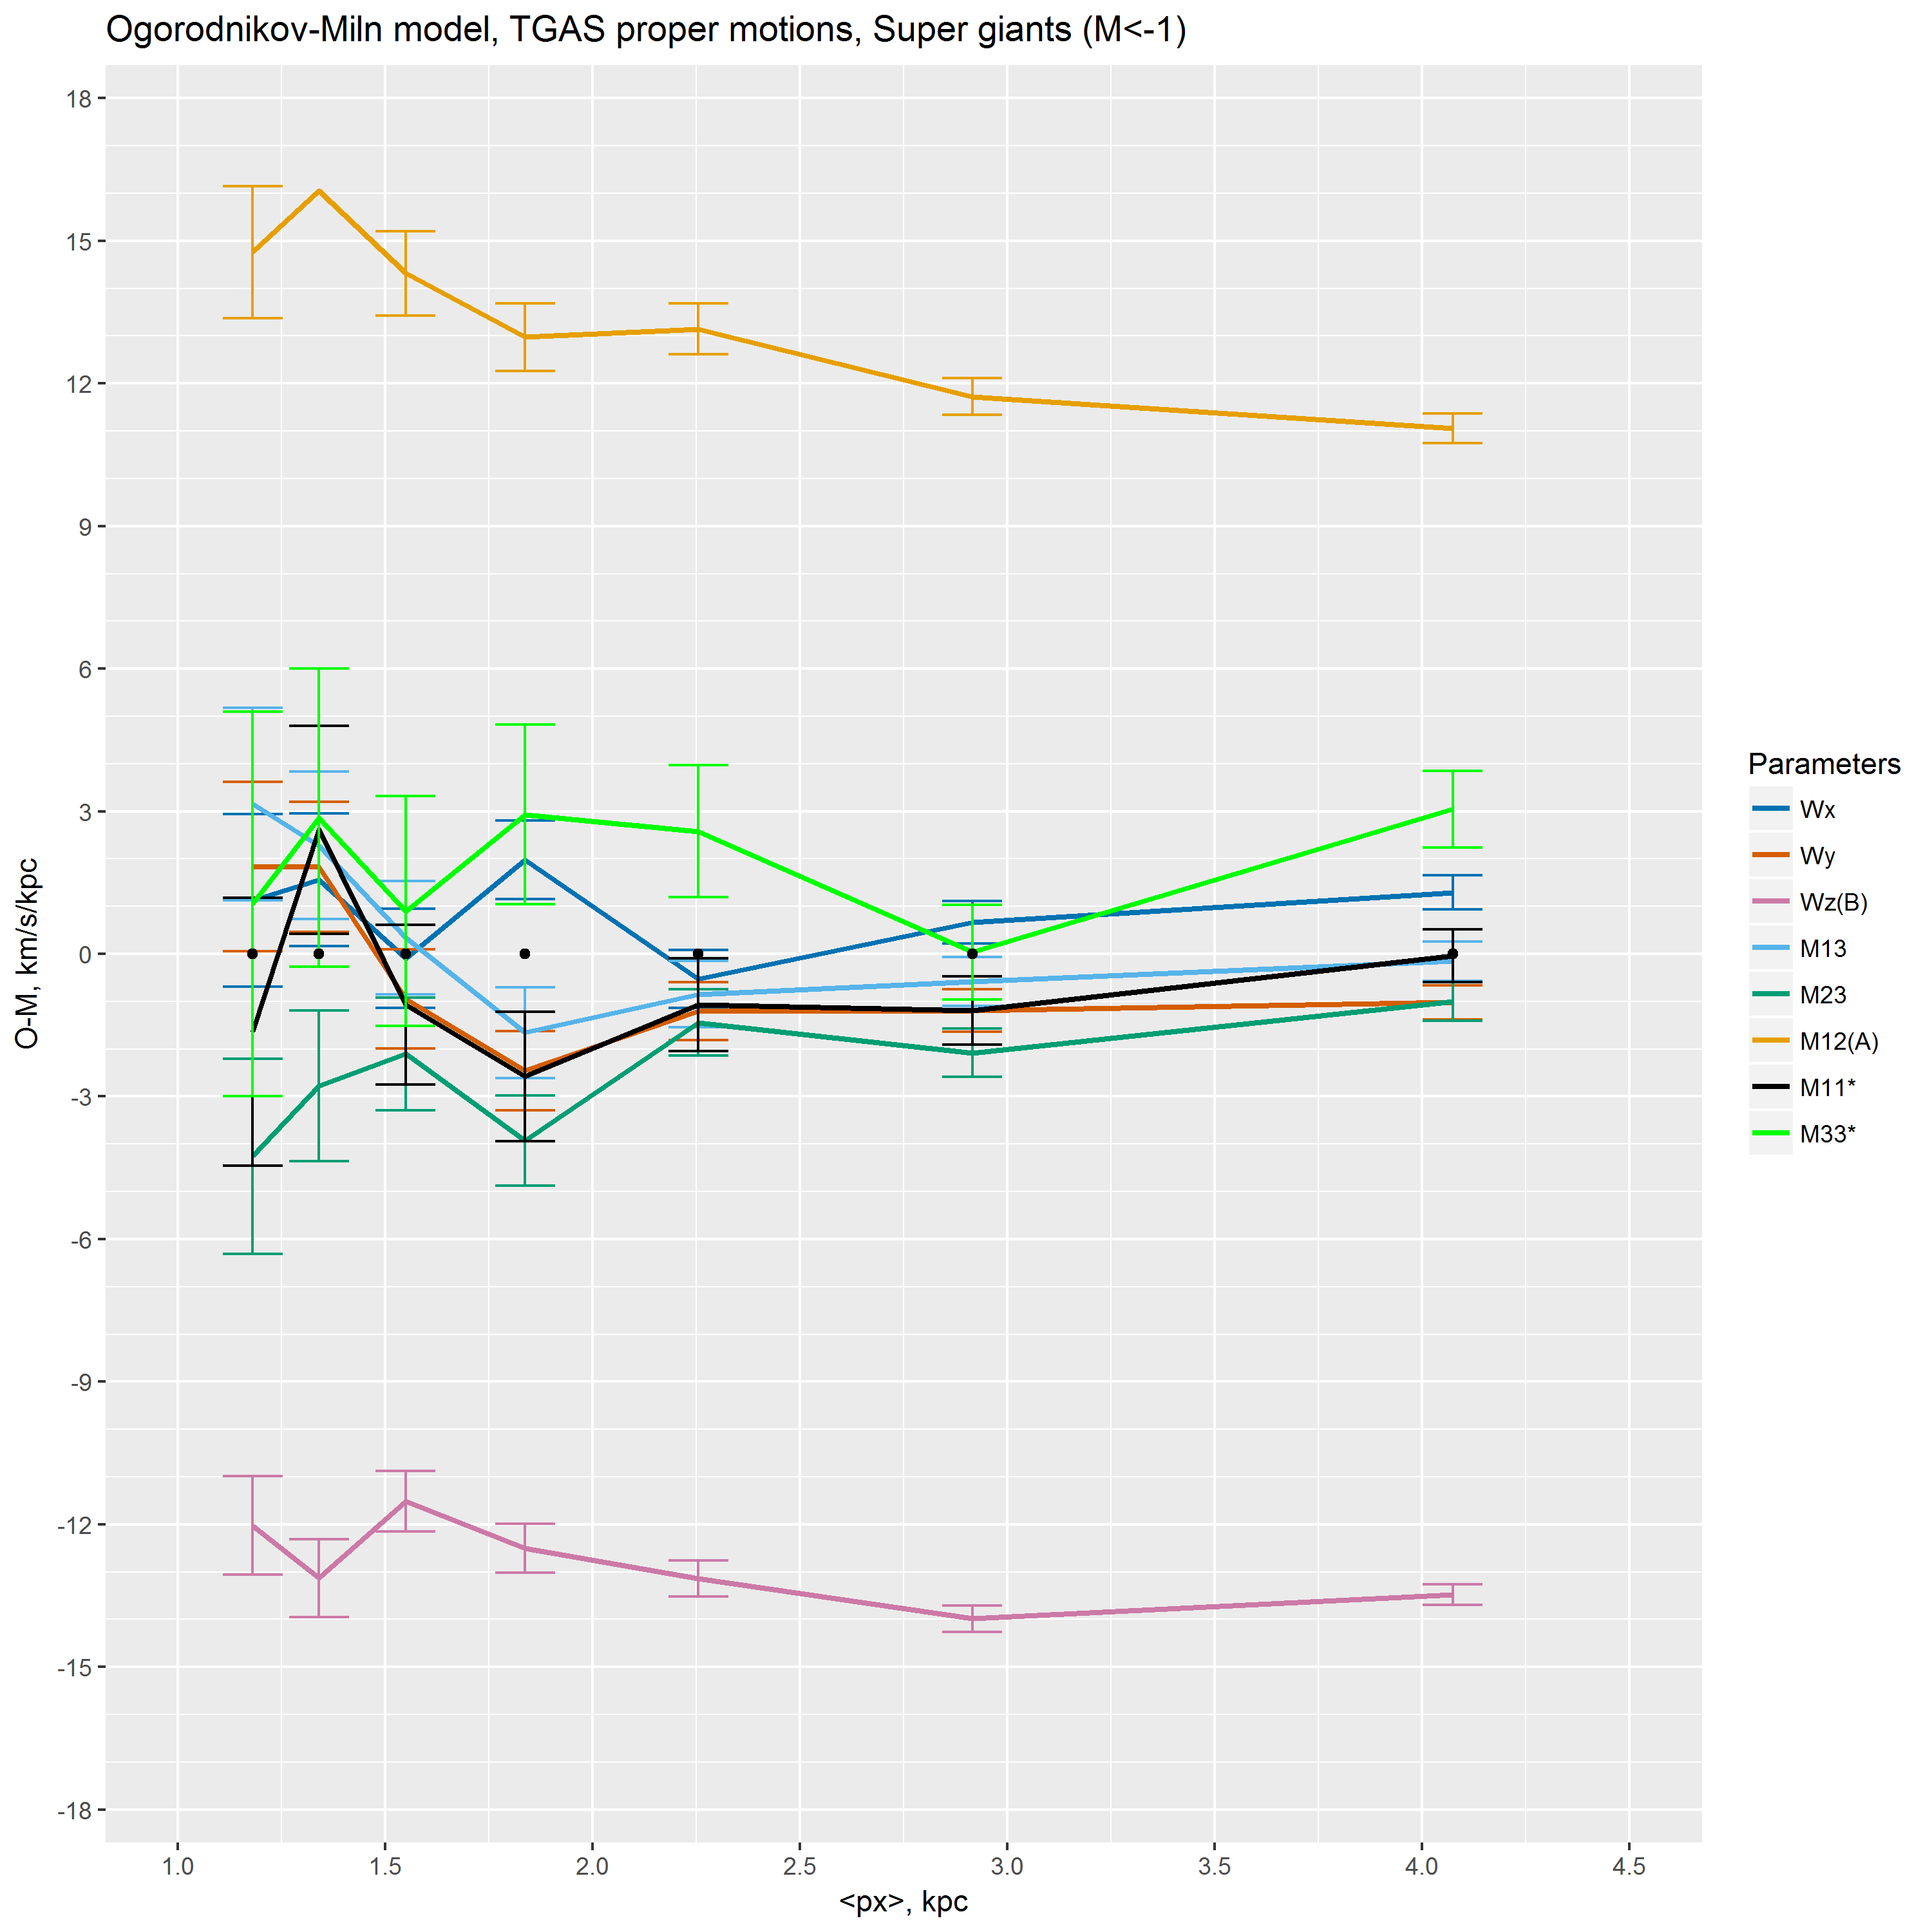 Ogorodnikov-Miln model, TGAS proper motions, Super giants (M<-1)
18
15
12
9
6
3
0
-3
-6
-9
-12
-15
-18
O-M, km/s/kpc
1.0 1.5 2.0 2.5 3.0 3.5 4.0 4.5
<px>, kpc
Parameters
Wx
Wy
Wz(B)
M13
M23
M12(A)
M11*
M33*